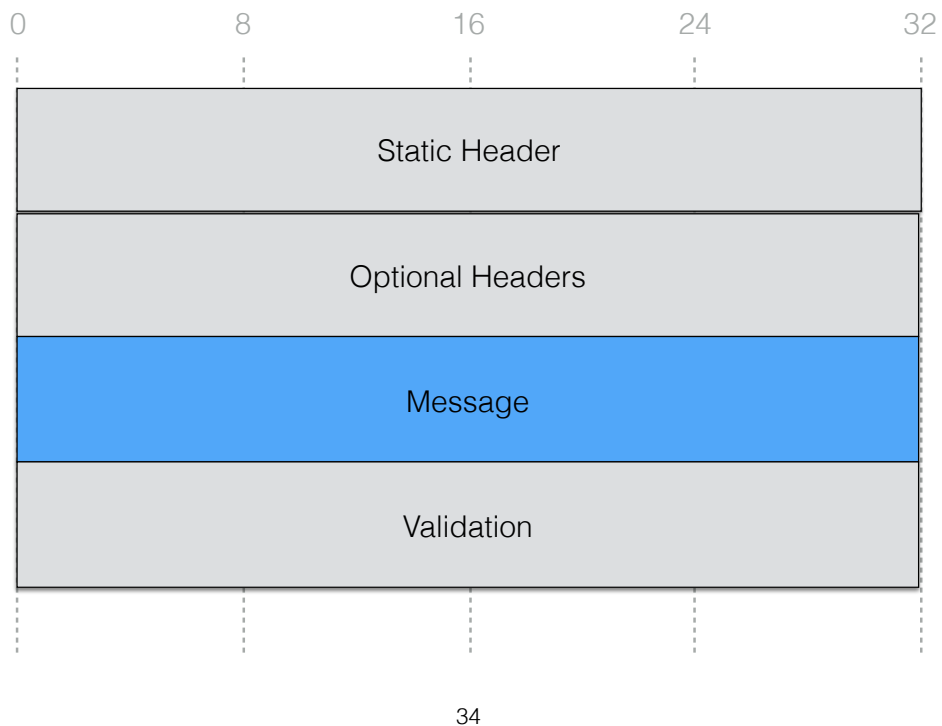 0 8 16 24 32
Static Header
Optional Headers
Message
Validation
34